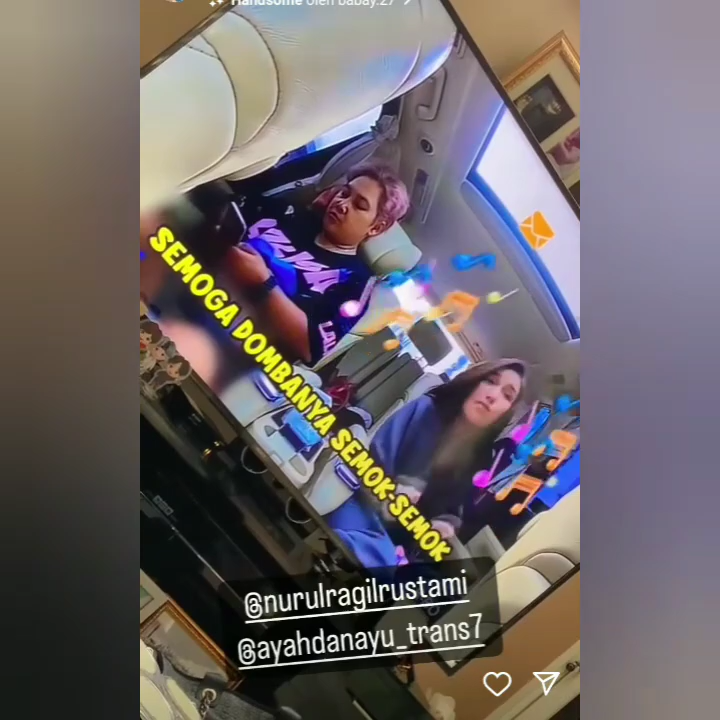 Handsome oleh babay.27 >
SEMOGA DOMBANYA SEMOK-SEMOK
@nurulragilrustami
@ayahdanayu_trans7